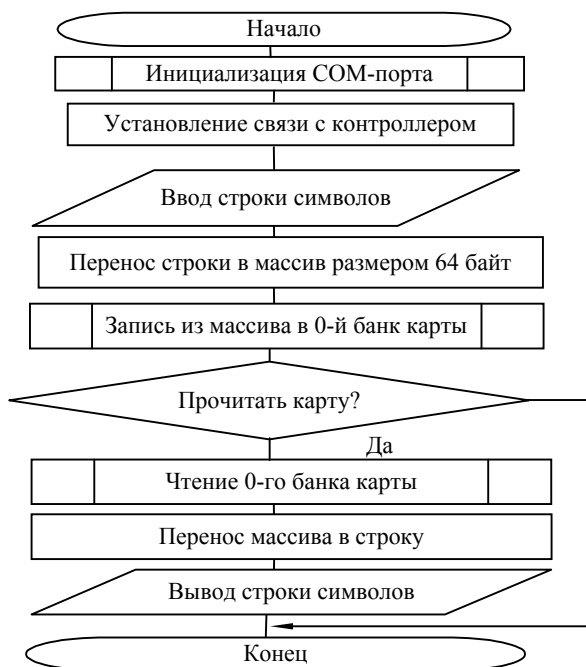 Начало
Инициализация COM-порта
Установление связи с контроллером
Ввод строки символов
Перенос строки в массив размером 64 байт
Запись из массива в 0-й банк карты
Прочитать карту?
Да
Чтение 0-го банка карты
Перенос массива в строку
Вывод строки символов
Конец